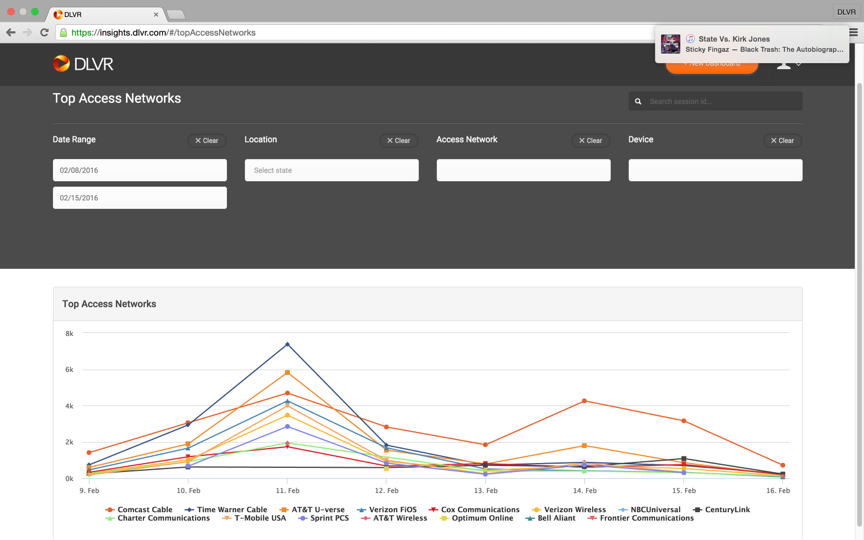 DLVR
DLVR
https://insights.dlvr.com/#/topAccessNetworks
State Vs. Kirk Jones
Sticky Fingaz — Black Trash: The Autobiograp...
DLVR
Top Access Networks
Search session id...
Date Range
Clear
Location
Clear
Access Network
Clear
Device
Clear
02/08/2016
Select state
02/15/2016
Top Access Networks
8k
6k
4k
2k
0k
9. Feb 10. Feb 11. Feb 12. Feb 13. Feb 14. Feb 15. Feb 16. Feb
Comcast Cable Time Warner Cable AT&T U-verse Verizon FiOS Cox Communications Verizon Wireless NBCUniversal CenturyLink
Charter Communications T-Mobile USA Sprint PCS AT&T Wireless Optimum Online Bell Aliant Frontier Communications